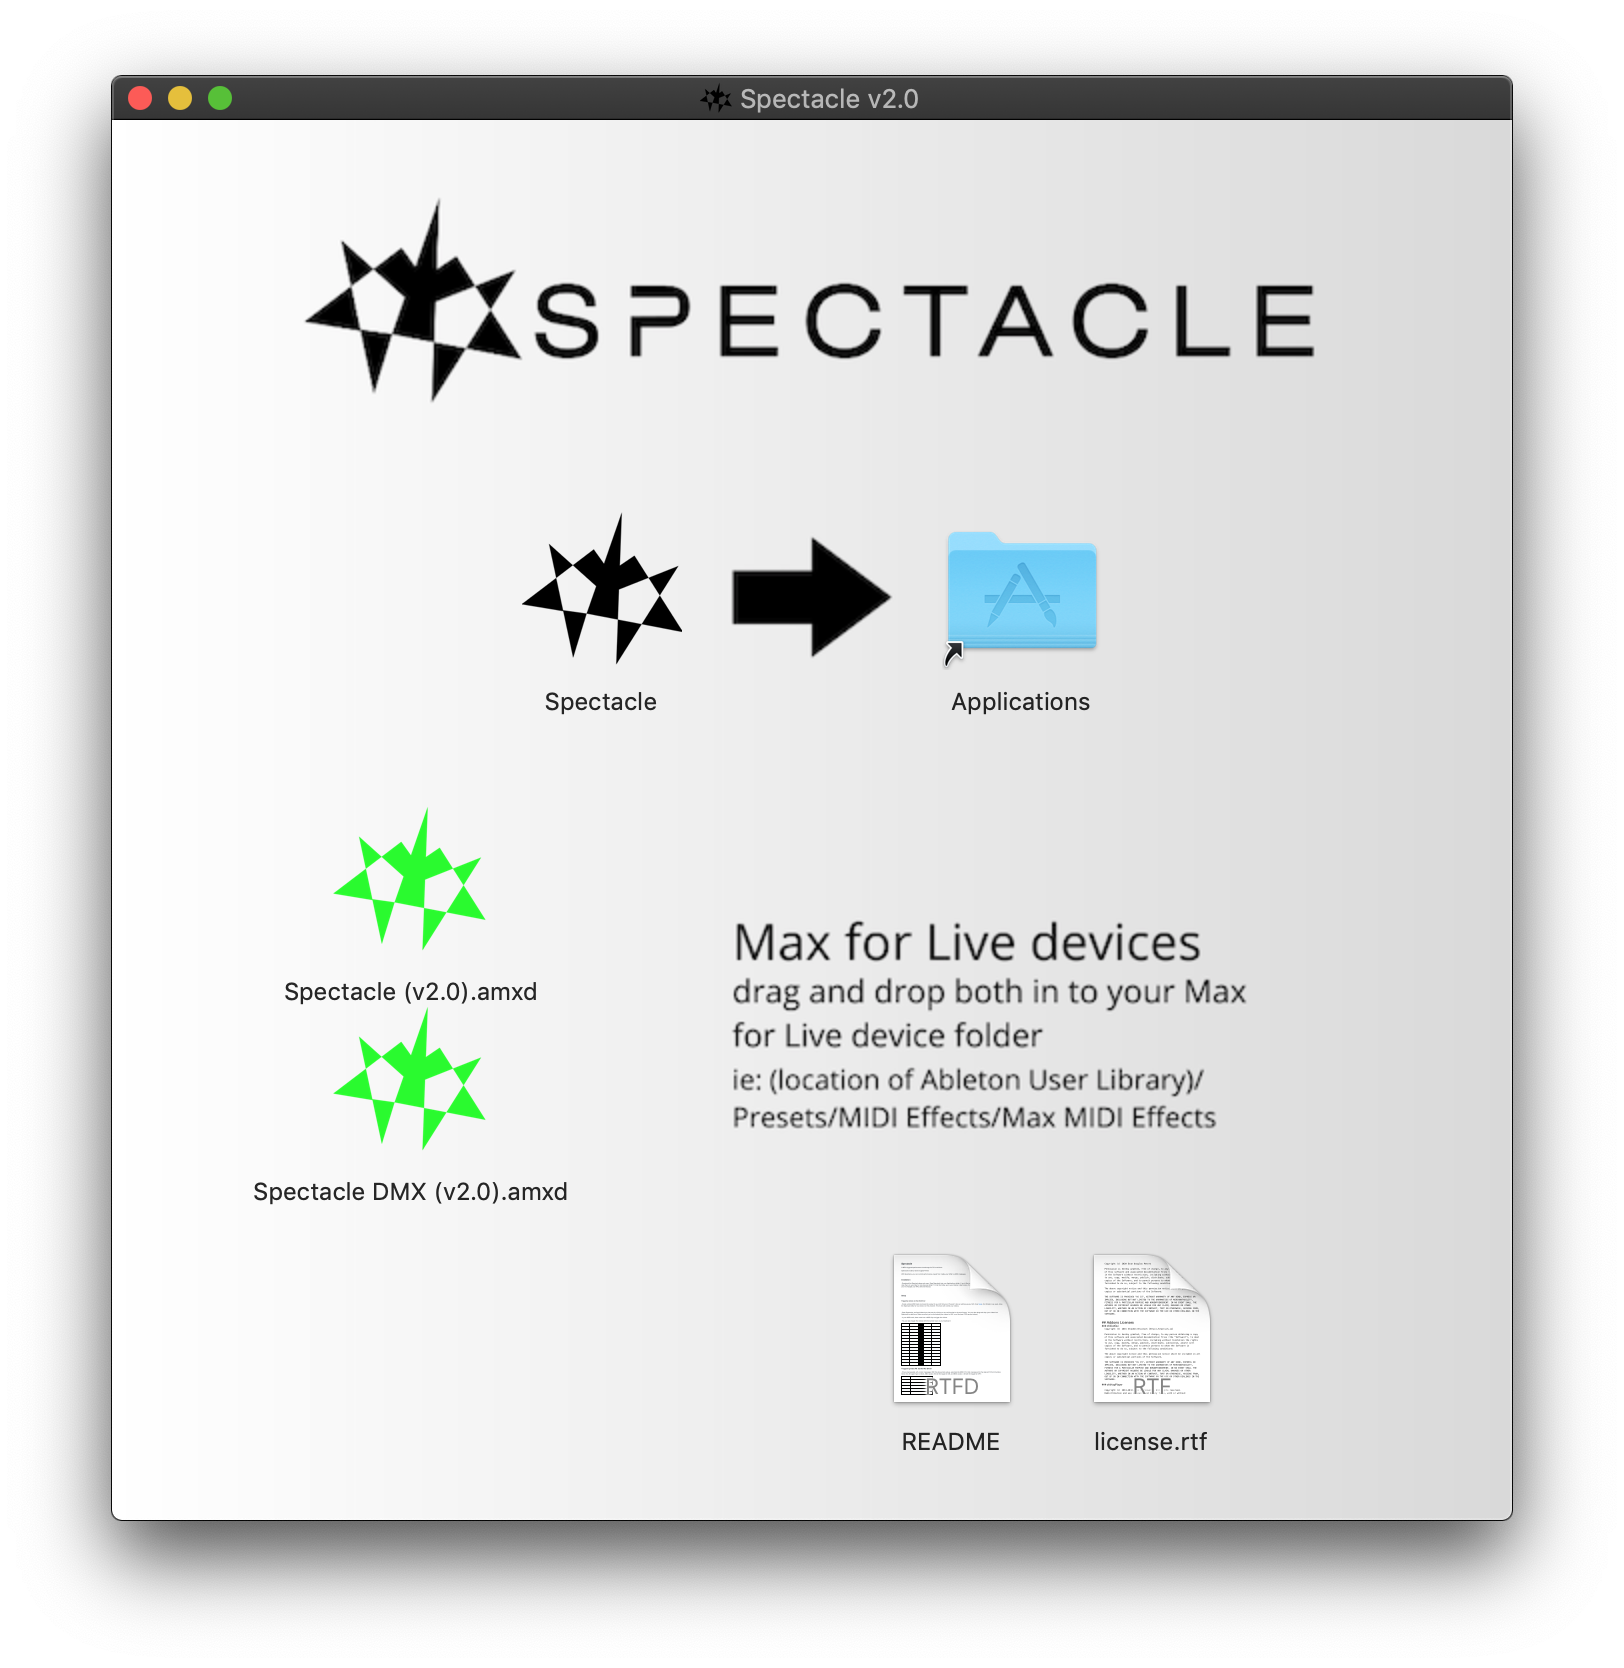 Spectacle v2.0
SPECTACLE
Spectacle
Applications
Spectacle (v2.0).amxd
Spectacle DMX (v2.0).amxd
Max for Live devices
drag and drop both in to your Max
for Live device folder
ie: (location of Ableton User Library)/
Presets/MIDI Effects/Max MIDI Effects
RTFD
RTF
README
license.rtf